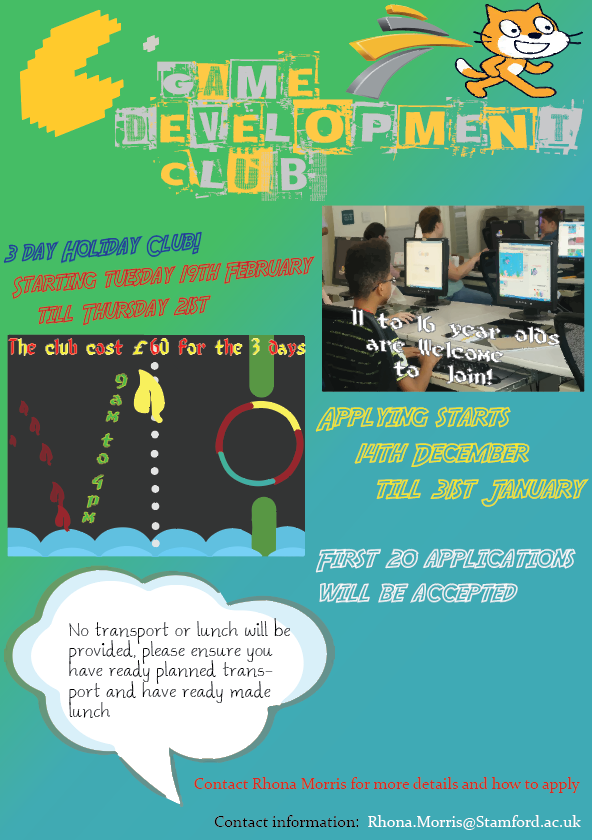 GAME
DEVELOPMENT
CLUB
3 day Holiday Club!
Starting Tuesday 19th February
till Thursday 21st
11 to 16 year olds
are Welcome
to Join!
The club cost £60 for the 3 days
9am to 4pm
Applying starts
14th December
till 31st January
First 20 applications
will be accepted
No transport or lunch will be
provided, please ensure you
have ready planned trans-
port and have ready made
lunch
Contact Rhona Morris for more details and how to apply
Contact information: Rhona.Morris@Stamford.ac.uk